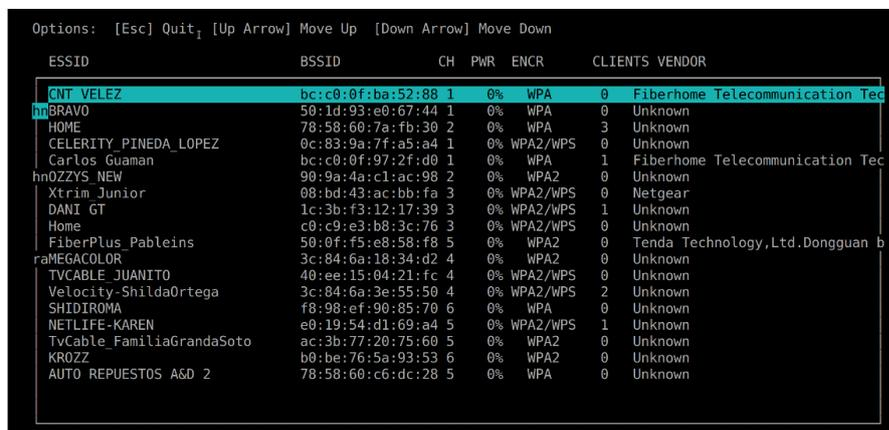 Options: [Esc] Quit [Up Arrow] Move Up [Down Arrow] Move Down
ESSID BSSID CH PWR ENCR CLIENTS VENDOR
CNT VELEZ bc:c0:0f:ba:52:88 1 0% WPA 0 Fiberhome Telecommunication Tec
hnBRAVO 50:1d:93:e0:67:44 1 0% WPA 0 Unknown
HOME 78:58:60:7a:fb:30 2 0% WPA 3 Unknown
CELERITY_PINEDA_LOPEZ 0c:83:9a:7f:a5:a4 1 0% WPA2/WPS 0 Unknown
Carlos Guaman bc:c0:0f:97:2f:d0 1 0% WPA 1 Fiberhome Telecommunication Tec
hnOZZYS_NEW 90:9a:4a:c1:ac:98 2 0% WPA2 0 Unknown
Xtrim_Junior 08:bd:43:ac:bb:fa 3 0% WPA2/WPS 0 Netgear
DANI GT 1c:3b:f3:12:17:39 3 0% WPA2/WPS 1 Unknown
Home c0:c9:e3:b8:3c:76 3 0% WPA2/WPS 0 Unknown
FiberPlus_Pableins 50:0f:f5:e8:58:f8 5 0% WPA2 0 Tenda Technology,Ltd.Dongguan b
raMEGACOLOR 3c:84:6a:18:34:d2 4 0% WPA2 0 Unknown
TVCABLE_JUANITO 40:ee:15:04:21:fc 4 0% WPA2/WPS 0 Unknown
Velocity-ShildaOrtega 3c:84:6a:3e:55:50 4 0% WPA2/WPS 2 Unknown
SHIDIROMA f8:98:ef:90:85:70 6 0% WPA 0 Unknown
NETLIFE-KAREN e0:19:54:d1:69:a4 5 0% WPA2/WPS 1 Unknown
TvCable_FamiliaGrandaSoto ac:3b:77:20:75:60 5 0% WPA2 0 Unknown
KROZZ b0:be:76:5a:93:53 6 0% WPA2 0 Unknown
AUTO REPUESTOS A&D 2 78:58:60:c6:dc:28 5 0% WPA 0 Unknown